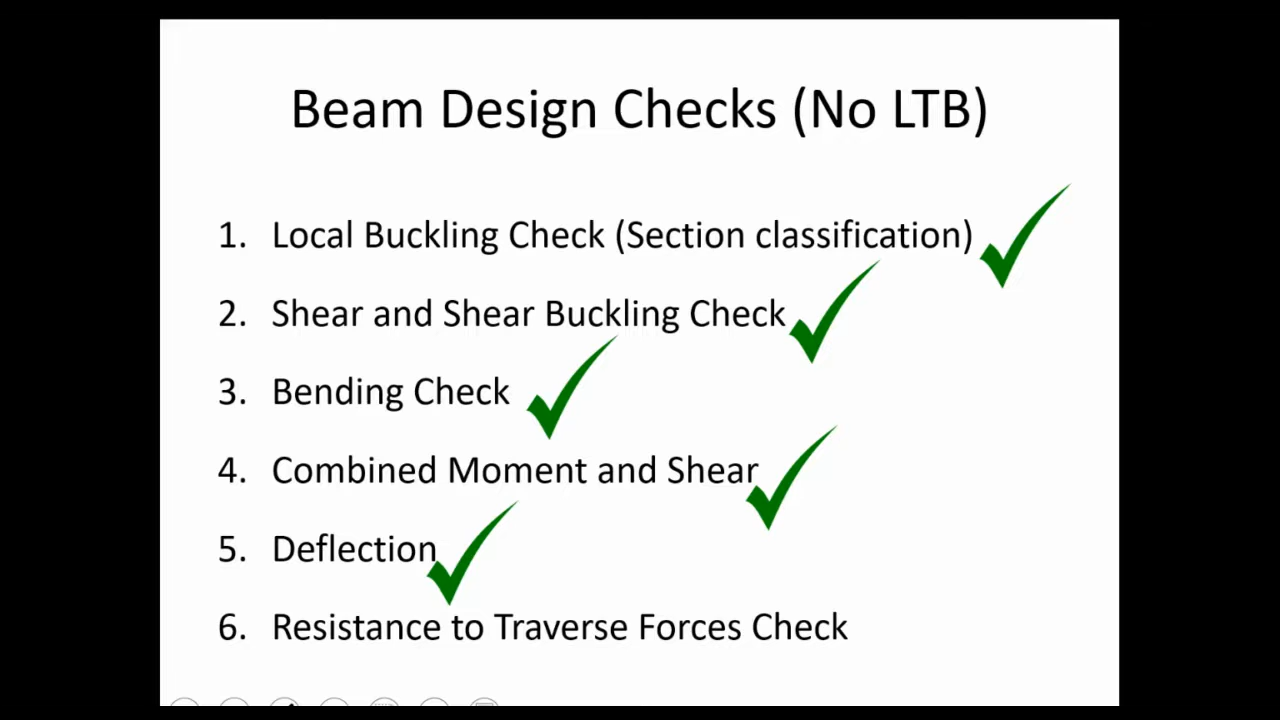 Beam Design Checks (No LTB)
1. Local Buckling Check (Section classification)
2. Shear and Shear Buckling Check
3. Bending Check
4. Combined Moment and Shear
5. Deflection
6. Resistance to Traverse Forces Check